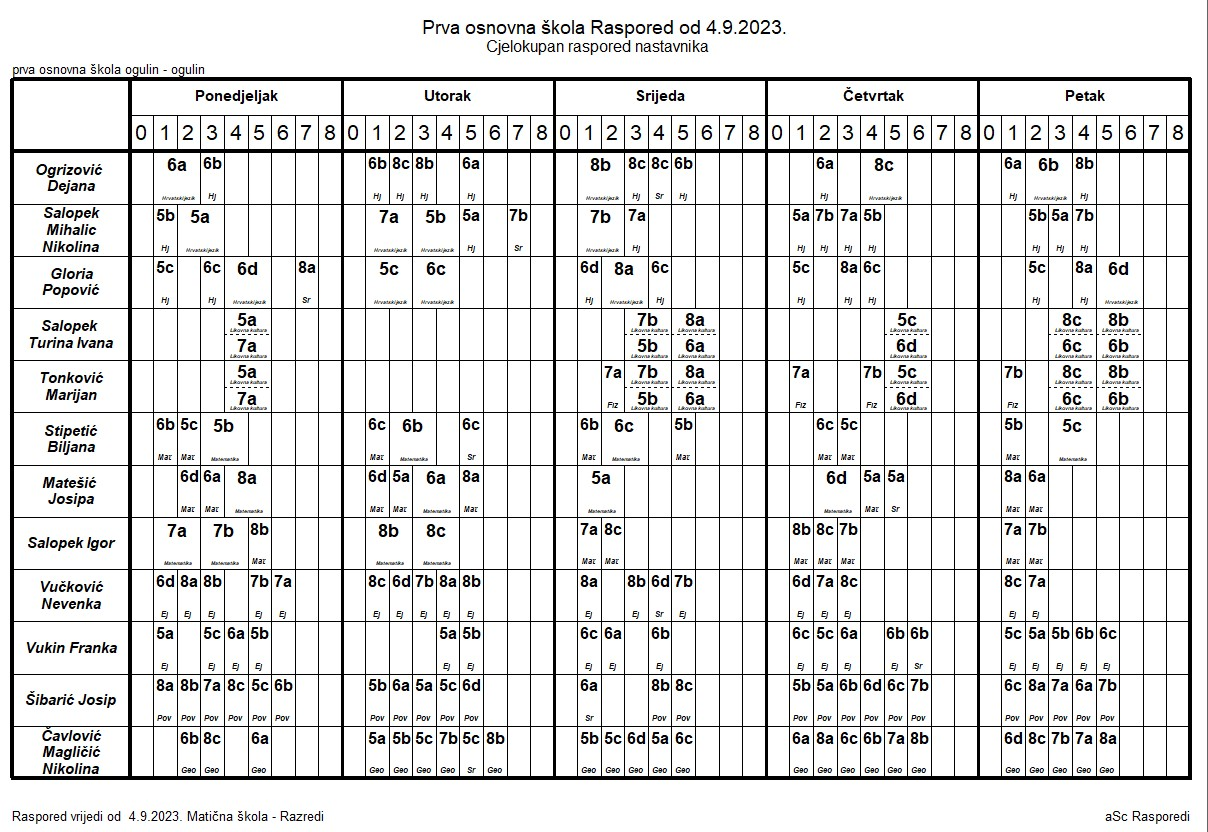 Prva osnovna škola Raspored od 4.9.2023.
Cjelokupan raspored nastavnika
prva osnovna škola ogulin - ogulin
Ponedjeljak Utorak Srijeda Četvrtak Petak
0 1 2 3 4 5 6 7 8 0 1 2 3 4 5 6 7 8 0 1 2 3 4 5 6 7 8 0 1 2 3 4 5 6 7 8 0 1 2 3 4 5 6 7 8
6a 6b 6b 8c 8b 6a 8b 8c 8c 6b 6a 8c 6a 6b 8b
Ogrizović
Dejana
Hrvatski jezik Hj Hj Hj Hj Hj Hrvatski jezik Hj Sr Hj Hj Hrvatski jezik Hj Hrvatski jezik Hj
5b 5a 7a 5b 5a 7b 7b 7a 5a 7b 7a 5b 5b 5a 7b
Salopek
Mihalic
Nikolina
Hj Hrvatski jezik Hrvatski jezik Hrvatski jezik Hj Sr Hrvatski jezik Hj Hj Hj Hj Hj Hj Hj Hj
5c 6c 6d 8a 5c 6c 6d 8a 6c 5c 8a 6c 5c 8a 6d
Gloria
Popović
Hj Hj Hrvatski jezik Sr Hrvatski jezik Hrvatski jezik Hj Hrvatski jezik Hj Hj Hj Hj Hj Hj Hrvatski jezik
5a 7b 8a 5c 8c 8b
Likovna kultura Likovna kultura Likovna kultura Likovna kultura Likovna kultura Likovna kultura
Salopek
Turina Ivana
7a 5b 6a 6d 6c 6b
Likovna kultura Likovna kultura Likovna kultura Likovna kultura Likovna kultura Likovna kultura
5a 7a 7b 8a 7a 7b 5c 7b 8c 8b
Likovna kultura Likovna kultura Likovna kultura Likovna kultura Likovna kultura Likovna kultura
Tonković
Marijan
7a 5b 6a 6d 6c 6b
Likovna kultura Fiz Likovna kultura Likovna kultura Fiz Fiz Likovna kultura Fiz Likovna kultura Likovna kultura
6b 5c 5b 6c 6b 6c 6b 6c 5b 6c 5c 5b 5c
Stipetić
Biljana
Mat Mat Matematika Mat Matematika Sr Mat Matematika Mat Mat Mat Mat Matematika
6d 6a 8a 6d 5a 6a 8a 5a 6d 5a 5a 8a 6a
Matešić
Josipa
Mat Mat Matematika Mat Mat Matematika Mat Matematika Matematika Mat Sr Mat Mat
7a 7b 8b 8b 8c 7a 8c 8b 8c 7b 7a 7b
Salopek Igor
Matematika Matematika Mat Matematika Matematika Mat Mat Mat Mat Mat Mat Mat
6d 8a 8b 7b 7a 8c 6d 7b 8a 8b 8a 8b 6d 7b 6d 7a 8c 8c 7a
Vučković
Nevenka
Ej Ej Ej Ej Ej Ej Ej Ej Ej Ej Ej Ej Sr Ej Ej Ej Ej Ej Ej
5a 5c 6a 5b 5a 5b 6c 6a 6b 6c 5c 6a 6b 6b 5c 5a 5b 6b 6c
Vukin Franka
Ej Ej Ej Ej Ej Ej Ej Ej Ej Ej Ej Ej Ej Sr Ej Ej Ej Ej Ej
8a 8b 7a 8c 5c 6b 5b 6a 5a 5c 6d 6a 8b 8c 5b 5a 6b 6d 6c 7b 6c 8a 7a 6a 7b
Šibarić Josip
Pov Pov Pov Pov Pov Pov Pov Pov Pov Pov Pov Sr Pov Pov Pov Pov Pov Pov Pov Pov Pov Pov Pov Pov Pov
6b 8c 6a 5a 5b 5c 7b 5c 8b 5b 5c 6d 5a 6c 6a 8a 6c 6b 7a 8b 6d 8c 7b 7a 8a
Čavlović
Magličić
Nikolina
Geo Geo Geo Geo Geo Geo Geo Sr Geo Geo Geo Geo Geo Geo Geo Geo Geo Geo Geo Geo Geo Geo Geo Geo Geo
Raspored vrijedi od 4.9.2023. Matična škola - Razredi
aSc Rasporedi